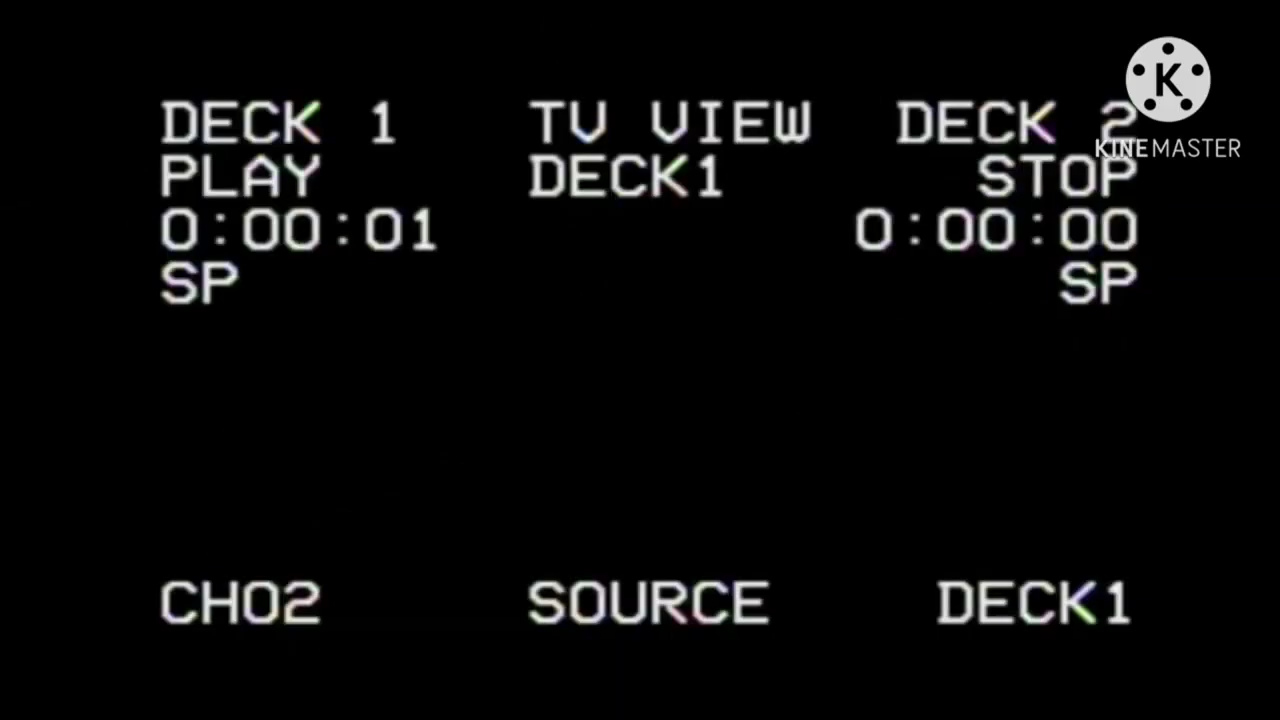 DECK 1 TV VIEW DECK 2
PLAY DECK1 STOP
0:00:01 0:00:00
SP SP
CH02 SOURCE DECK1
K
KINEMASTER